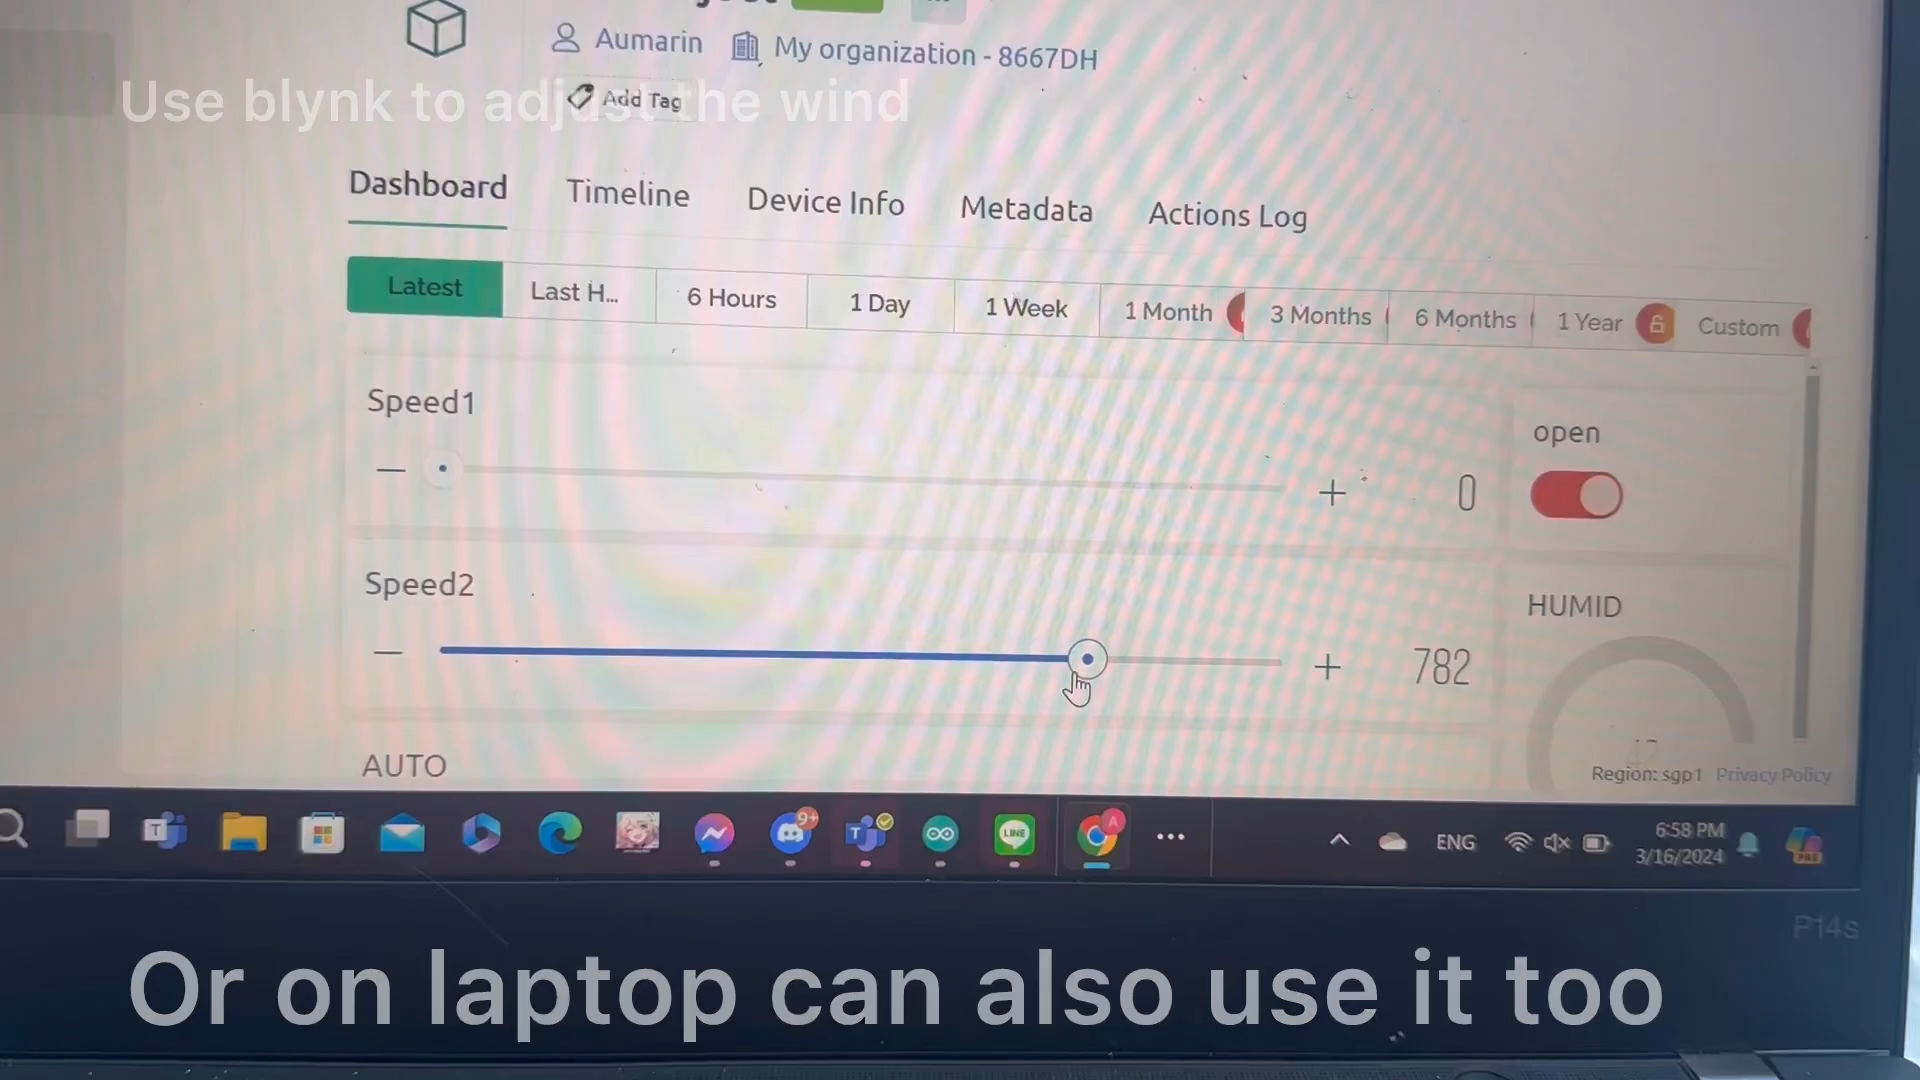 Aumarin My organization - 8667DH
Use blynk to adjust the wind
Add Tag
Dashboard Timeline Device Info Metadata Actions Log
Latest Last H... 6 Hours 1 Day 1 Week 1 Month 3 Months 6 Months 1 Year Custom
Speed1
— + 0
open
Speed2
— + 782
HUMID
AUTO
Region: sgp1 Privacy Policy
9+ LINE A ... ENG 6:58 PM
3/16/2024
P14s
Or on laptop can also use it too